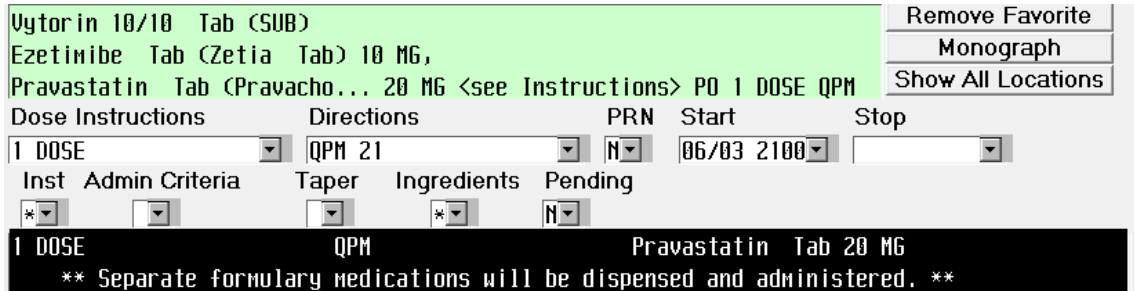 Vytorin 10/10 Tab (SUB)
Remove Favorite
Ezetimibe Tab (Zetia Tab) 10 MG,
Monograph
Pravastatin Tab (Pravacho... 20 MG <see Instructions> PO 1 DOSE QPM
Show All Locations
Dose Instructions Directions PRN Start Stop
1 DOSE QPM 21 N 06/03 2100
Inst Admin Criteria Taper Ingredients Pending
* * N
1 DOSE QPM Pravastatin Tab 20 MG
** Separate formulary medications will be dispensed and administered. **